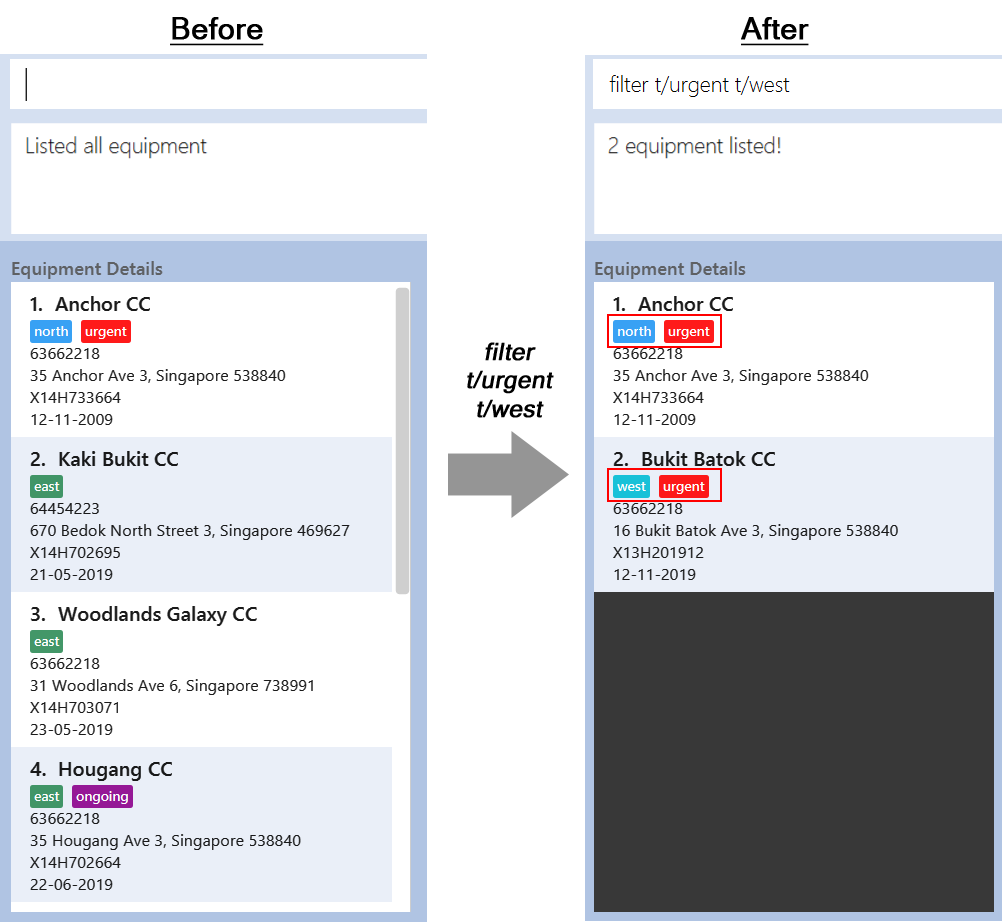 Before
Listed all equipment
Equipment Details
1. Anchor CC
north urgent
63662218
35 Anchor Ave 3, Singapore 538840
X14H733664
12-11-2009
2. Kaki Bukit CC
east
64454223
670 Bedok North Street 3, Singapore 469627
X14H702695
21-05-2019
3. Woodlands Galaxy CC
east
63662218
31 Woodlands Ave 6, Singapore 738991
X14H703071
23-05-2019
4. Hougang CC
east ongoing
63662218
35 Hougang Ave 3, Singapore 538840
X14H702664
22-06-2019
filter
t/urgent
t/west
After
filter t/urgent t/west
2 equipment listed!
Equipment Details
1. Anchor CC
north urgent
63662218
35 Anchor Ave 3, Singapore 538840
X14H733664
12-11-2009
2. Bukit Batok CC
west urgent
63662218
16 Bukit Batok Ave 3, Singapore 538840
X13H201912
12-11-2019